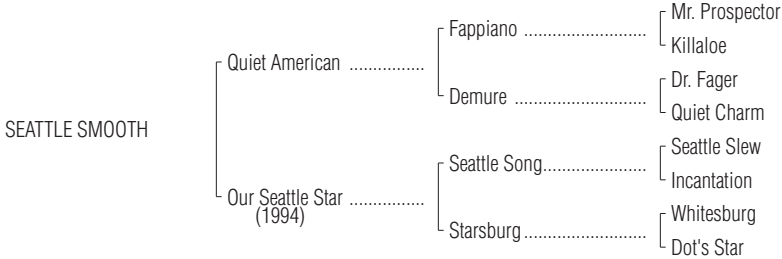 Mr. Prospector
Fappiano ..........................
Killaloe
Quiet American ................
Dr. Fager
Demure ............................
Quiet Charm
SEATTLE SMOOTH
Seattle Slew
Seattle Song......................
Incantation
Our Seattle Star ................
(1994)
Whitesburg
Starsburg ..........................
Dot's Star